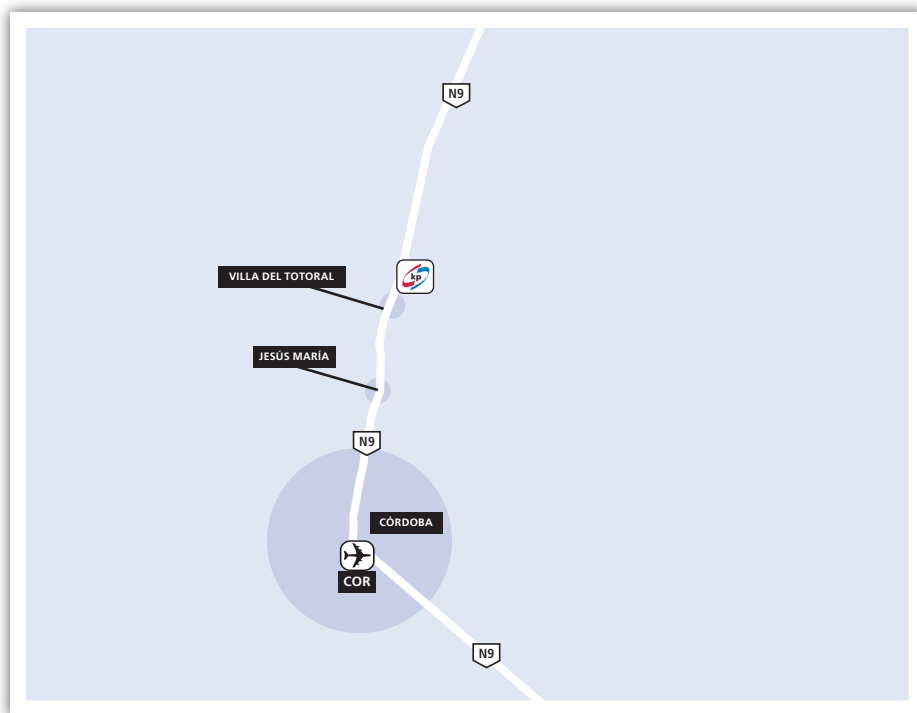 N9
kp
VILLA DEL TOTORAL
JESÚS MARÍA
N9
CÓRDOBA
COR
N9